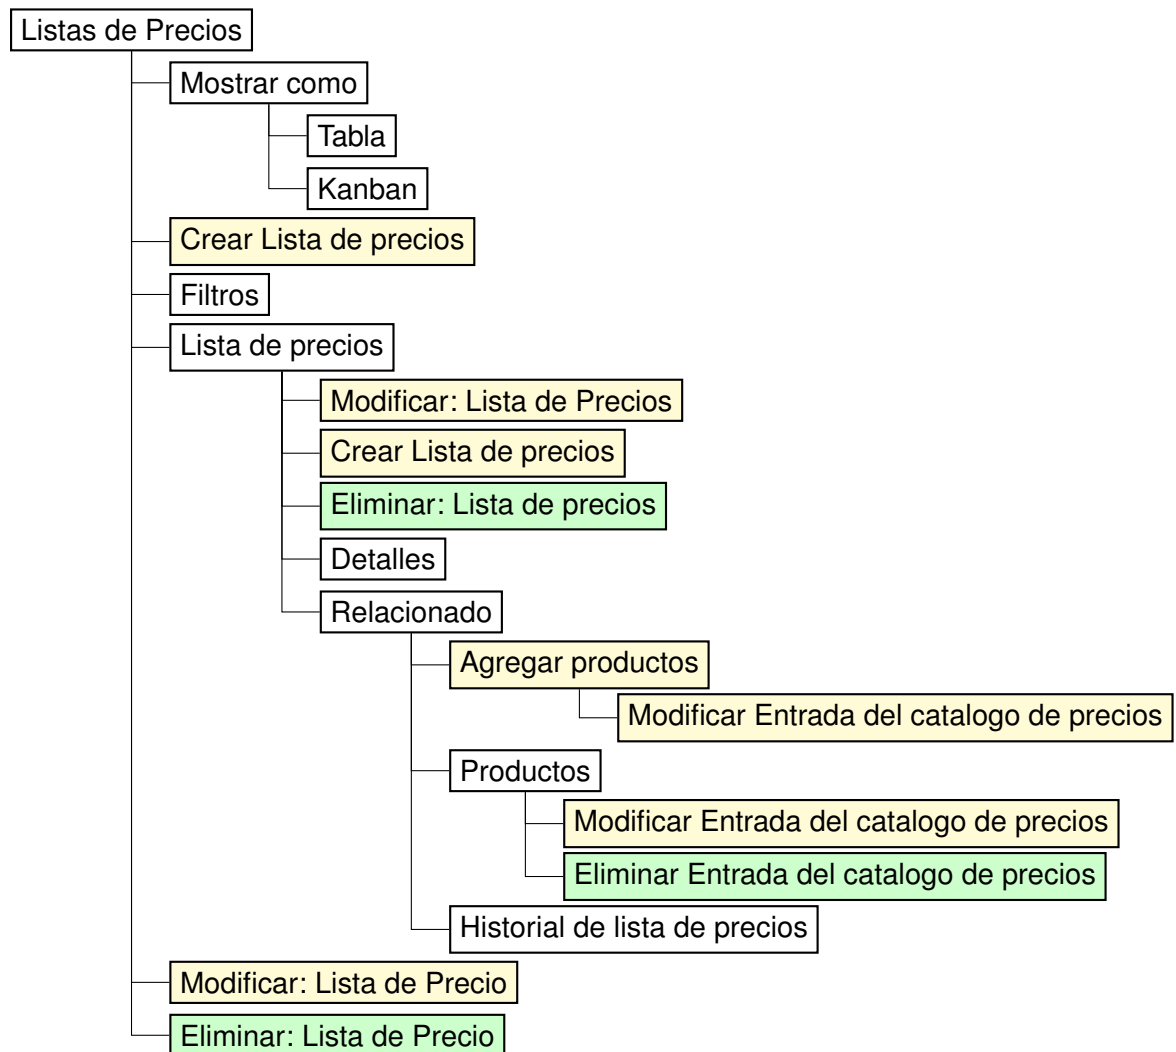 Listas de Precios
Mostrar como
Tabla
Kanban
Crear Lista de precios
Filtros
Lista de precios
Modificar: Lista de Precios
Crear Lista de precios
Eliminar: Lista de precios
Detalles
Relacionado
Agregar productos
Modificar Entrada del catalogo de precios
Productos
Modificar Entrada del catalogo de precios
Eliminar Entrada del catalogo de precios
Historial de lista de precios
Modificar: Lista de Precio
Eliminar: Lista de Precio